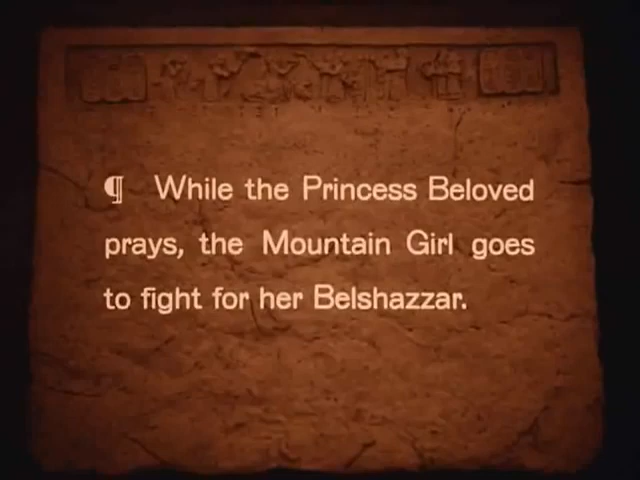 ¶ While the Princess Beloved
prays, the Mountain Girl goes
to fight for her Belshazzar.